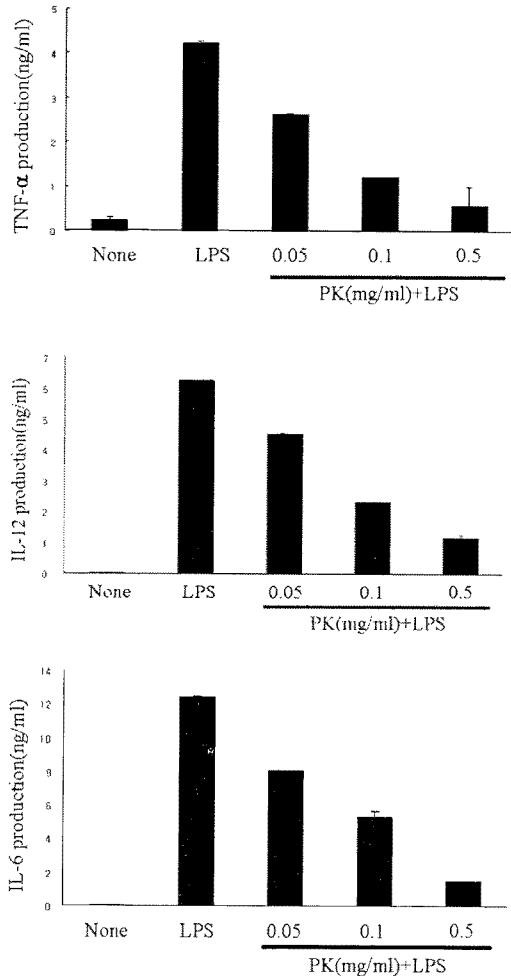 TNF-α production(ng/ml)
5
4
3
2
1
0
None LPS 0.05 0.1 0.5
PK(mg/ml)+LPS
IL-12 production(ng/ml)
7
6
5
4
3
2
1
0
None LPS 0.05 0.1 0.5
PK(mg/ml)+LPS
IL-6 production(ng/ml)
14
12
10
8
6
4
2
0
None LPS 0.05 0.1 0.5
PK(mg/ml)+LPS